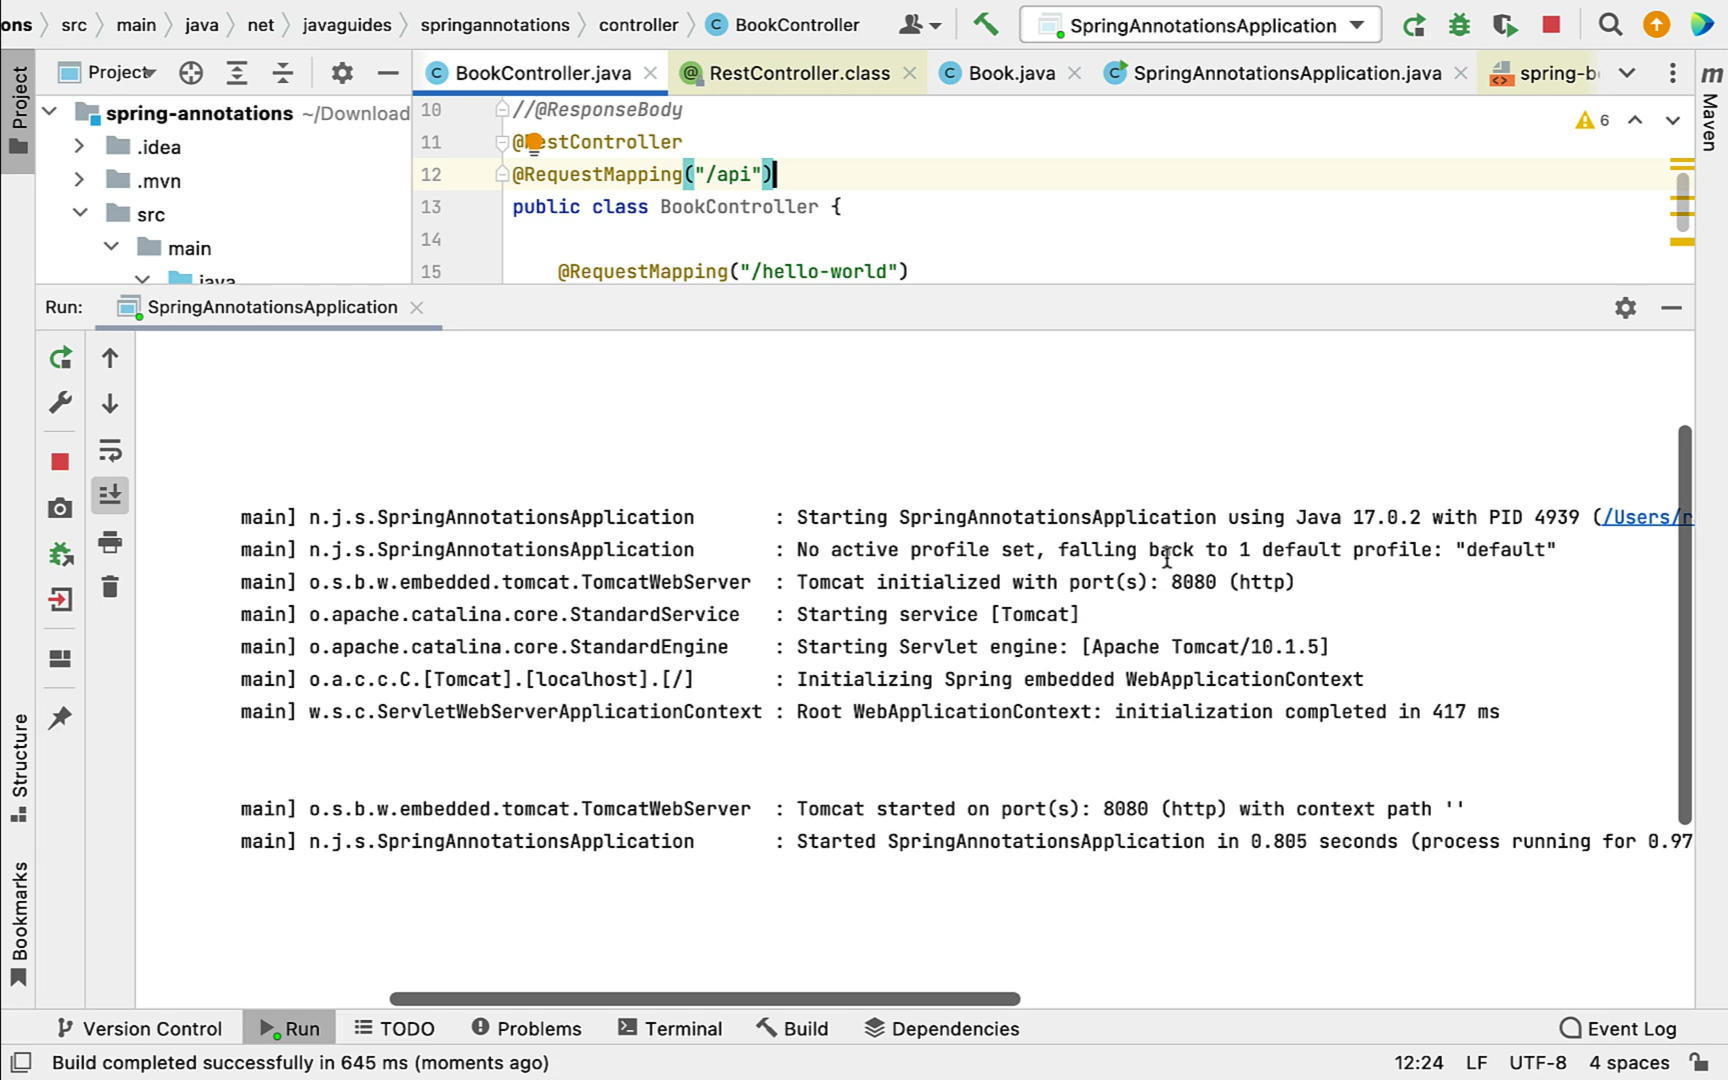 ons src main java net javaguides springannotations controller BookController SpringAnnotationsApplication
Project BookController.java RestController.class Book.java SpringAnnotationsApplication.java spring-b
spring-annotations ~/Download
.idea
.mvn
src
main
java
10 //@ResponseBody
11 @RestController
12 @RequestMapping("/api")
13 public class BookController {
14
15 @RequestMapping("/hello-world")
6
Project
m Maven
Run: SpringAnnotationsApplication
main] n.j.s.SpringAnnotationsApplication : Starting SpringAnnotationsApplication using Java 17.0.2 with PID 4939 (/Users/r
main] n.j.s.SpringAnnotationsApplication : No active profile set, falling back to 1 default profile: "default"
main] o.s.b.w.embedded.tomcat.TomcatWebServer : Tomcat initialized with port(s): 8080 (http)
main] o.apache.catalina.core.StandardService : Starting service [Tomcat]
main] o.apache.catalina.core.StandardEngine : Starting Servlet engine: [Apache Tomcat/10.1.5]
main] o.a.c.c.C.[Tomcat].[localhost].[/] : Initializing Spring embedded WebApplicationContext
main] w.s.c.ServletWebServerApplicationContext : Root WebApplicationContext: initialization completed in 417 ms
main] o.s.b.w.embedded.tomcat.TomcatWebServer : Tomcat started on port(s): 8080 (http) with context path ''
main] n.j.s.SpringAnnotationsApplication : Started SpringAnnotationsApplication in 0.805 seconds (process running for 0.97
Structure
Bookmarks
Version Control Run TODO Problems Terminal Build Dependencies Event Log
Build completed successfully in 645 ms (moments ago) 12:24 LF UTF-8 4 spaces